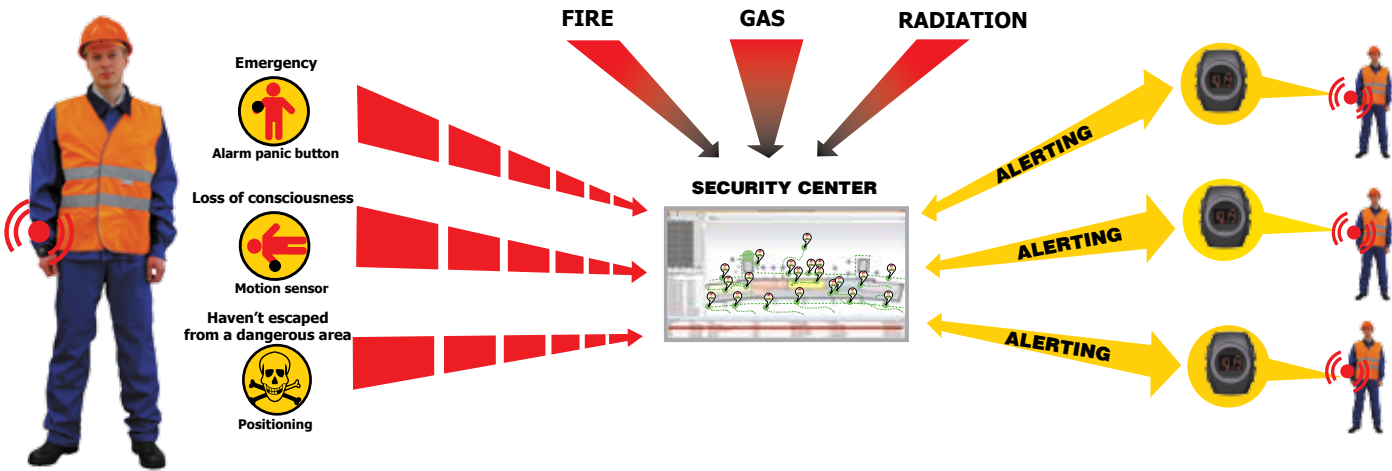 FIRE
GAS
RADIATION
Emergency
Alarm panic button
Loss of consciousness
Motion sensor
Haven’t escaped
from a dangerous area
Positioning
SECURITY CENTER
ALERTING
ALERTING
ALERTING